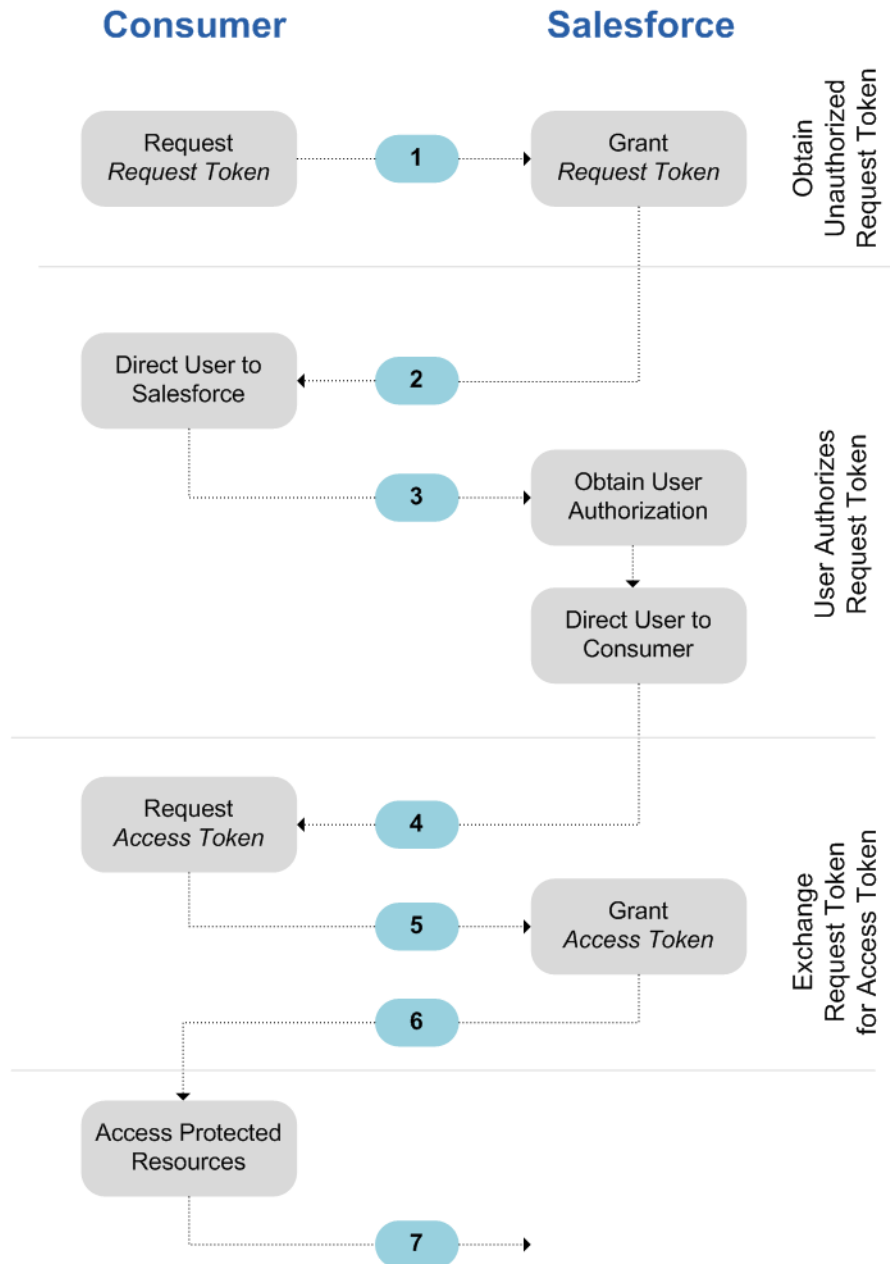 Consumer
Salesforce
Request
Request Token
1
Grant
Request Token
Obtain
Unauthorized
Request Token
Direct User to
Salesforce
2
3
Obtain User
Authorization
Direct User to
Consumer
User Authorizes
Request Token
Request
Access Token
4
5
Grant
Access Token
6
Exchange
Request Token
for Access Token
Access Protected
Resources
7